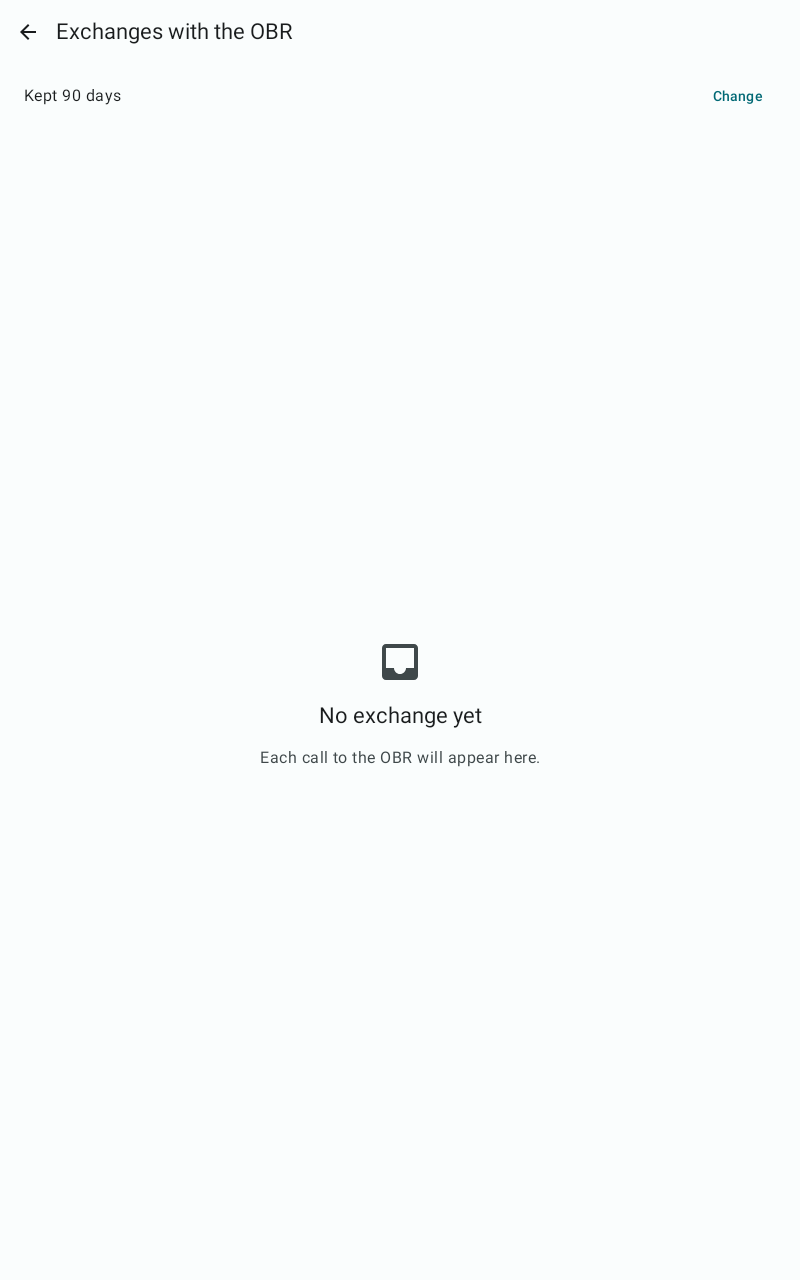 Exchanges with the OBR
Kept 90 days
Change
No exchange yet
Each call to the OBR will appear here.